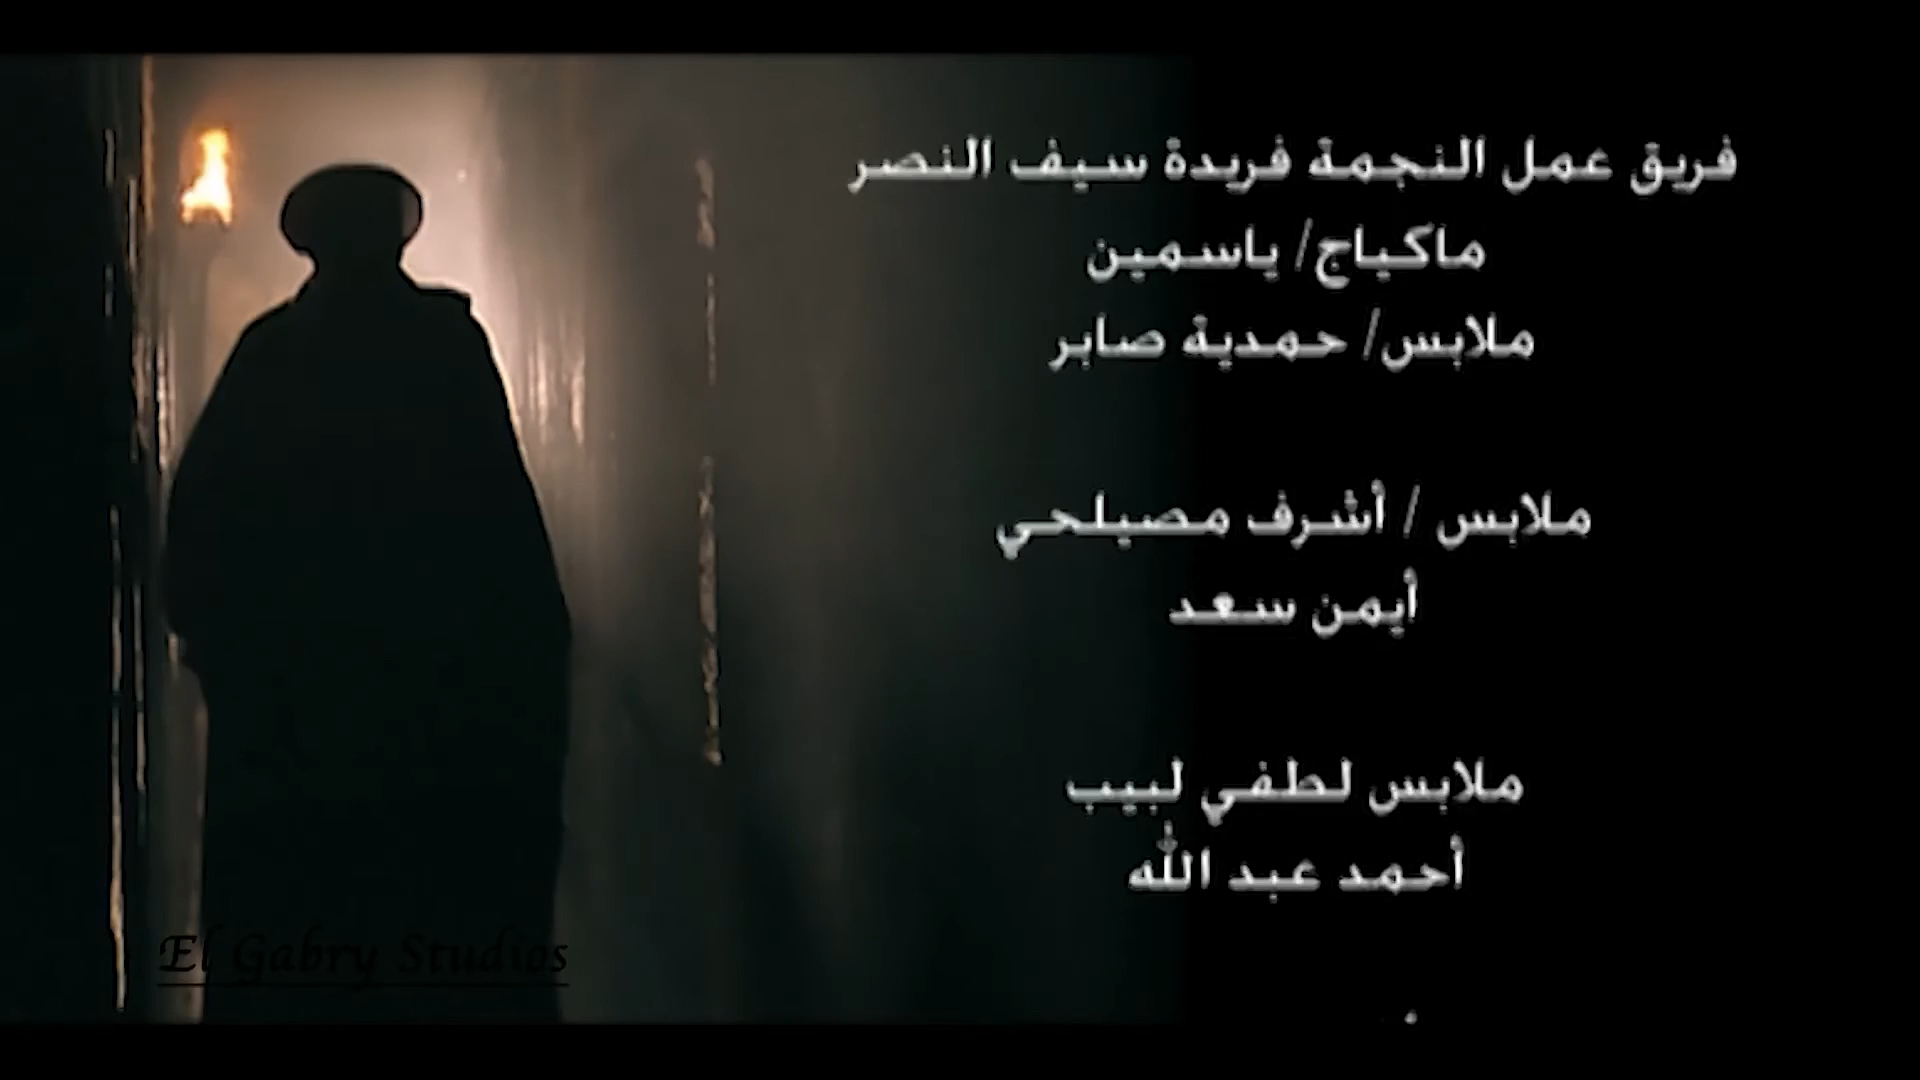 فريق عمل النجمة فريدة سيف النصر
ماكياج/ ياسمين
ملابس/ حمدية صابر
ملابس / أشرف مصيلحي
أيمن سعد
ملابس لطفي لبيب
أحمد عبد الله
El Gabry Studios